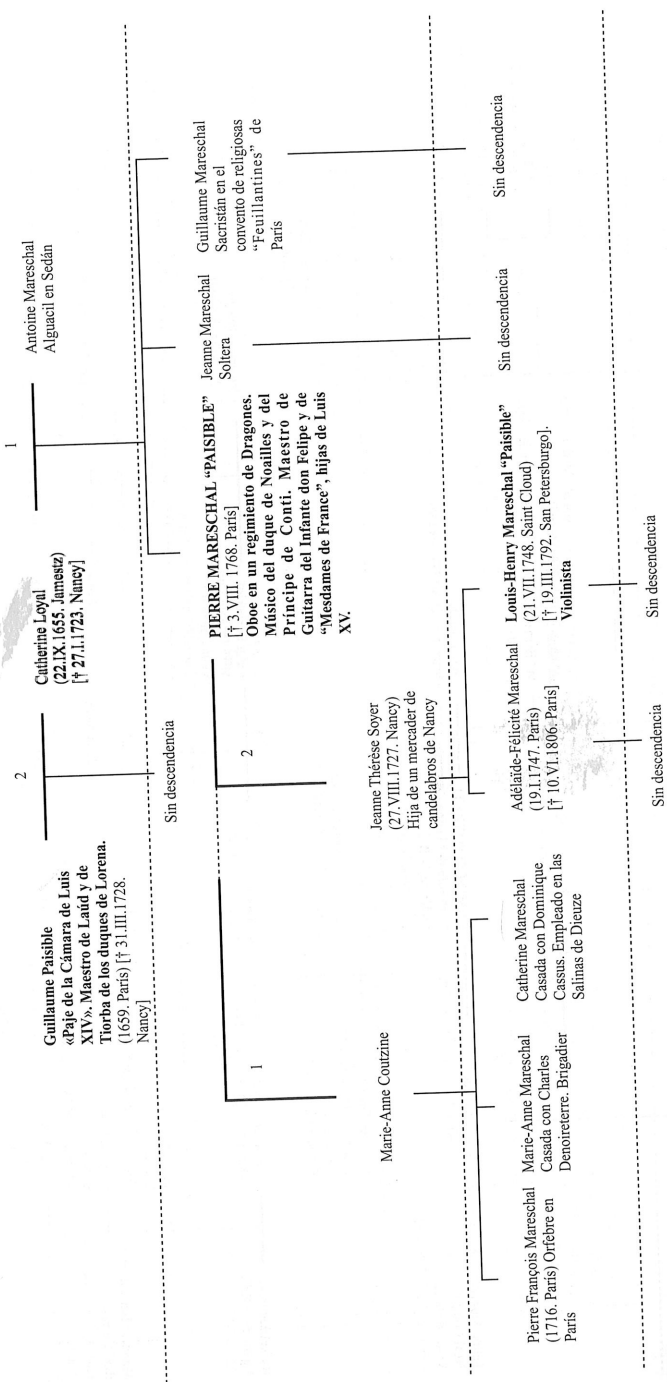 2
1
Guillaume Paisible
«Paje de la Cámara de Luis
XIV». Maestro de Laúd y de
Tiorba de los duques de Lorena.
(1659. París) [† 31.III.1728.
Nancy]
Catherine Loyal
(22.IX.1655. Jamestz)
[† 27.I.1723. Nancy]
Antoine Mareschal
Alguacil en Sedán
Sin descendencia
PIERRE MARESCHAL “PAISIBLE”
[† 3.VIII. 1768. París]
Oboe en un regimiento de Dragones.
Músico del duque de Noailles y del
Príncipe de Conti. Maestro de
Guitarra del Infante don Felipe y de
“Mesdames de France”, hijas de Luis
XV.
Jeanne Mareschal
Soltera
Guillaume Mareschal
Sacristán en el
convento de religiosas
“Feuillantines” de
París
1
2
Marie-Anne Coutzine
Jeanne Thérèse Soyer
(27.VIII.1727. Nancy)
Hija de un mercader de
candelabros de Nancy
Pierre François Mareschal
(1716. París) Orfebre en
París
Marie-Anne Mareschal
Casada con Charles
Denoireterre. Brigadier
Catherine Mareschal
Casada con Dominique
Cassus. Empleado en las
Salinas de Dieuze
Adélaïde-Félicité Mareschal
(19.I.1747. París)
[† 10.VI.1806. París]
Louis-Henry Mareschal “Paisible”
(21.VII.1748. Saint Cloud)
[† 19.III.1792. San Petersburgo].
Violinista
Sin descendencia
Sin descendencia
Sin descendencia
Sin descendencia